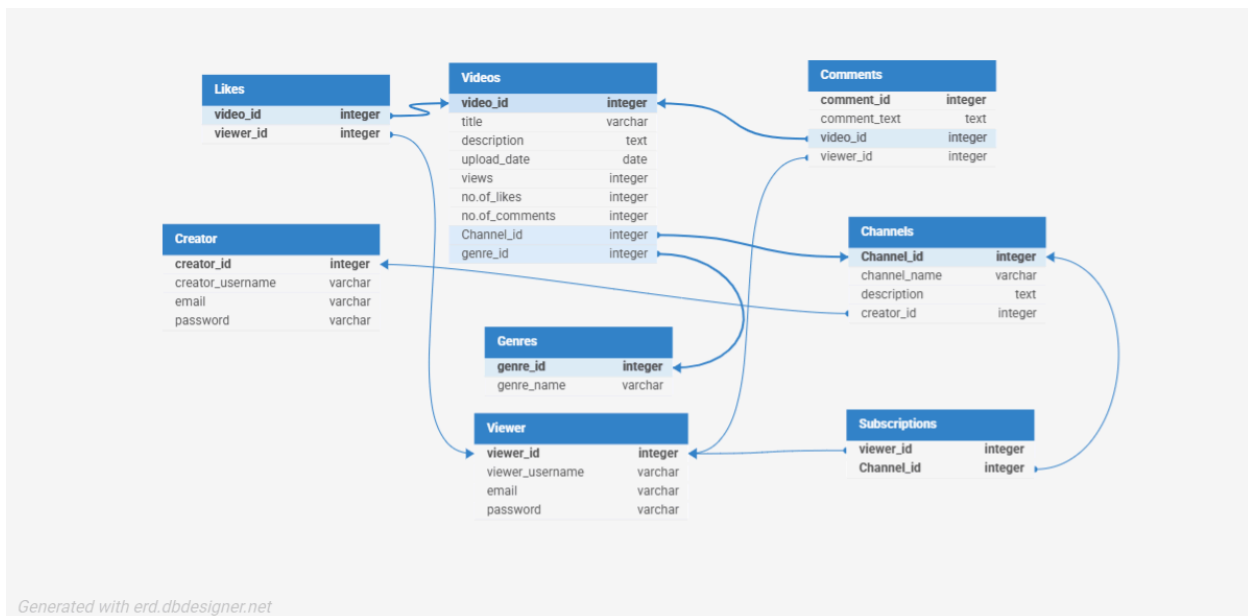 Likes
video_id integer
viewer_id integer
Videos
video_id integer
title varchar
description text
upload_date date
views integer
no.of_likes integer
no.of_comments integer
Channel_id integer
genre_id integer
Comments
comment_id integer
comment_text text
video_id integer
viewer_id integer
Creator
creator_id integer
creator_username varchar
email varchar
password varchar
Channels
Channel_id integer
channel_name varchar
description text
creator_id integer
Genres
genre_id integer
genre_name varchar
Viewer
viewer_id integer
viewer_username varchar
email varchar
password varchar
Subscriptions
viewer_id integer
Channel_id integer
Generated with erd.dbdesigner.net